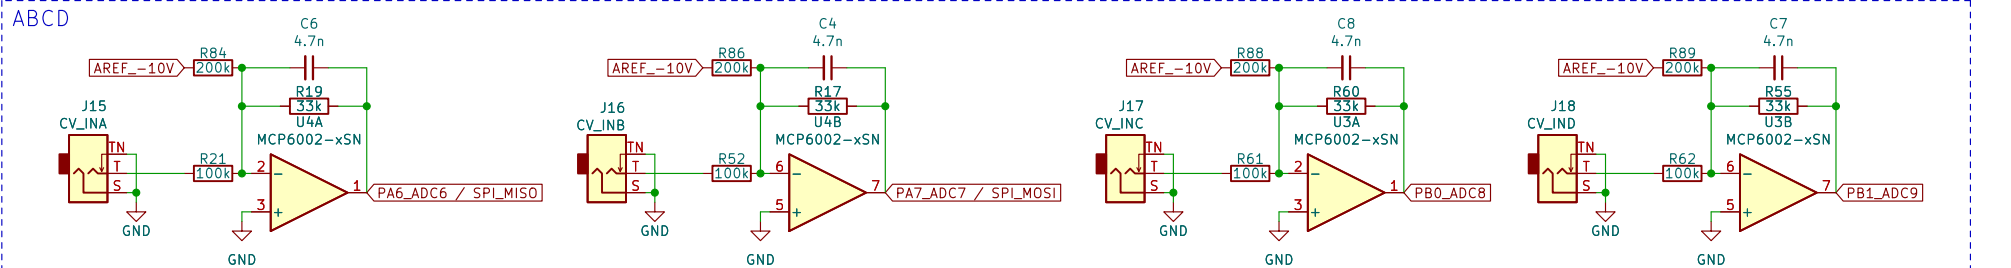 ABCD
C6
4.7n
AREF_-10V
R84
200k
R19
33k
U4A
MCP6002-xSN
J15
CV_INA
TN
T
S
R21
100k
2
-
3
+
1
PA6_ADC6 / SPI_MISO
GND
GND
C4
4.7n
AREF_-10V
R86
200k
R17
33k
U4B
MCP6002-xSN
J16
CV_INB
TN
T
S
R52
100k
6
-
5
+
7
PA7_ADC7 / SPI_MOSI
GND
GND
C8
4.7n
AREF_-10V
R88
200k
R60
33k
U3A
MCP6002-xSN
J17
CV_INC
TN
T
S
R61
100k
2
-
3
+
1
PB0_ADC8
GND
GND
C7
4.7n
AREF_-10V
R89
200k
R55
33k
U3B
MCP6002-xSN
J18
CV_IND
TN
T
S
R62
100k
6
-
5
+
7
PB1_ADC9
GND
GND